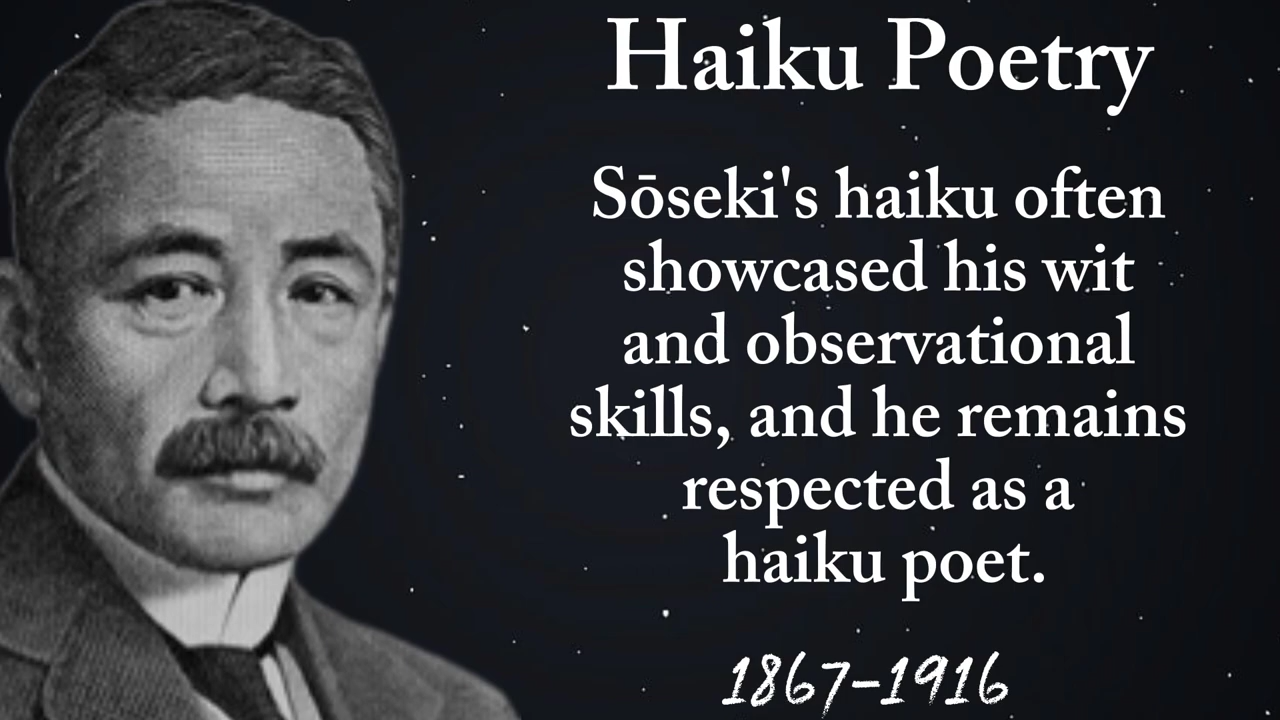 Haiku Poetry
Sōseki's haiku often
showcased his wit
and observational
skills, and he remains
respected as a
haiku poet.
1867-1916